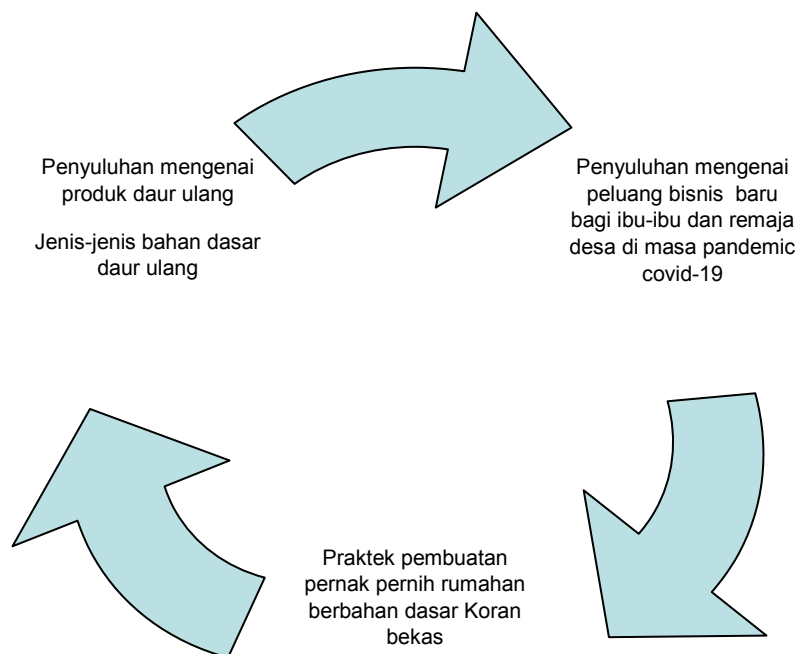 Penyuluhan mengenai
produk daur ulang
Jenis-jenis bahan dasar
daur ulang
Penyuluhan mengenai
peluang bisnis baru
bagi ibu-ibu dan remaja
desa di masa pandemic
covid-19
Praktek pembuatan
pernak pernih rumahan
berbahan dasar Koran
bekas